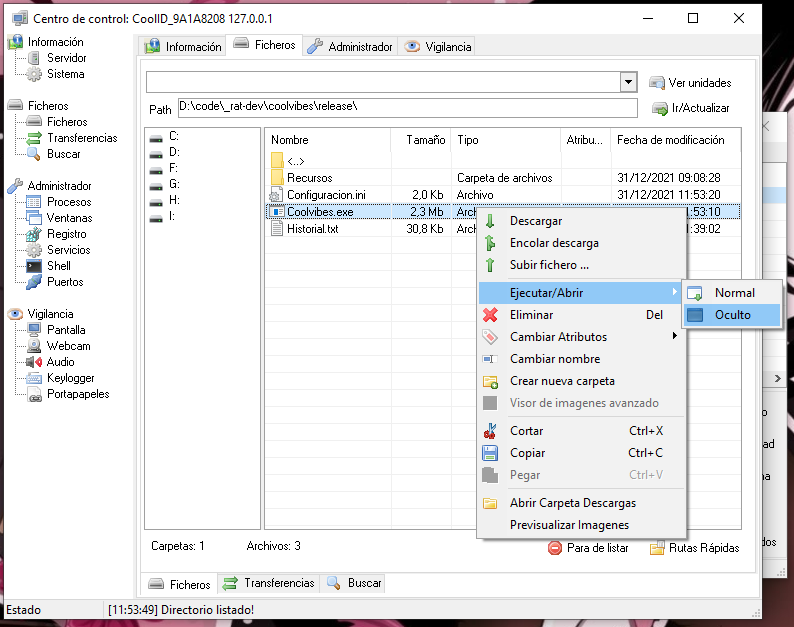 Centro de control: CoolID_9A1A8208 127.0.0.1
Información
Servidor
Sistema
Ficheros
Ficheros
Transferencias
Buscar
Administrador
Procesos
Ventanas
Registro
Servicios
Shell
Puertos
Vigilancia
Pantalla
Webcam
Audio
Keylogger
Portapapeles
Información Ficheros Administrador Vigilancia
Ver unidades
Path D:\code\_rat-dev\coolvibes\release\ Ir/Actualizar
C:
D:
F:
G:
H:
I:
Nombre Tamaño Tipo Atribu... Fecha de modificación
<..>
Recursos Carpeta de archivos 31/12/2021 09:08:28
Configuracion.ini 2,0 Kb Archivo 31/12/2021 11:53:20
Coolvibes.exe 2,3 Mb :53:10
Historial.txt 30,8 Kb :39:02
Descargar
Encolar descarga
Subir fichero ...
Ejecutar/Abrir
Eliminar Del
Cambiar Atributos
Cambiar nombre
Crear nueva carpeta
Visor de imagenes avanzado
Cortar Ctrl+X
Copiar Ctrl+C
Pegar Ctrl+V
Abrir Carpeta Descargas
Previsualizar Imagenes
Normal
Oculto
Carpetas: 1 Archivos: 3 Para de listar Rutas Rápidas
Ficheros Transferencias Buscar
Estado [11:53:49] Directorio listado!